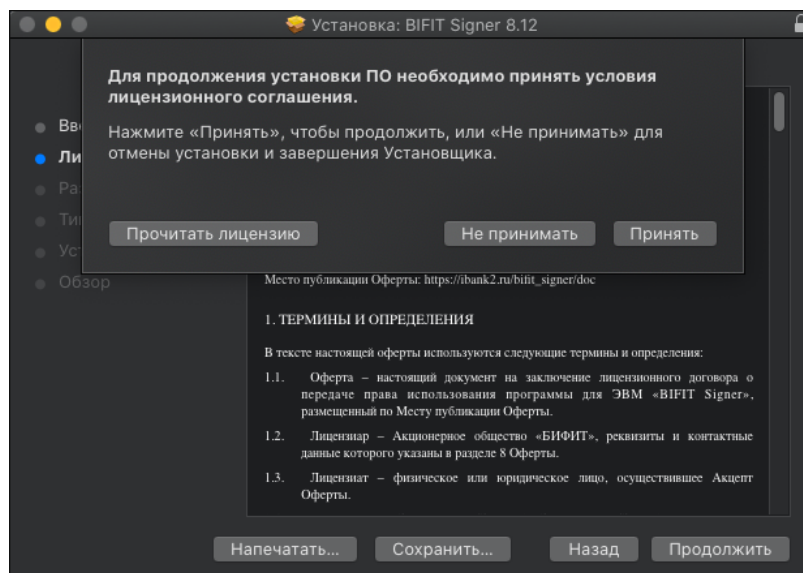 Установка: BIFIT Signer 8.12
Для продолжения установки ПО необходимо принять условия
лицензионного соглашения.
Нажмите «Принять», чтобы продолжить, или «Не принимать» для
отмены установки и завершения Установщика.
Прочитать лицензию
Не принимать
Принять
Обзор
Место публикации Оферты: https://ibank2.ru/bifit_signer/doc
1. ТЕРМИНЫ И ОПРЕДЕЛЕНИЯ
В тексте настоящей оферты используются следующие термины и определения:
1.1. Оферта – настоящий документ на заключение лицензионного договора о
передаче права использования программы для ЭВМ «BIFIT Signer»,
размещенный по Месту публикации Оферты.
1.2. Лицензиар – Акционерное общество «БИФИТ», реквизиты и контактные
данные которого указаны в разделе 8 Оферты.
1.3. Лицензиат – физическое или юридическое лицо, осуществившее Акцепт
Оферты.
Напечатать...
Сохранить...
Назад
Продолжить